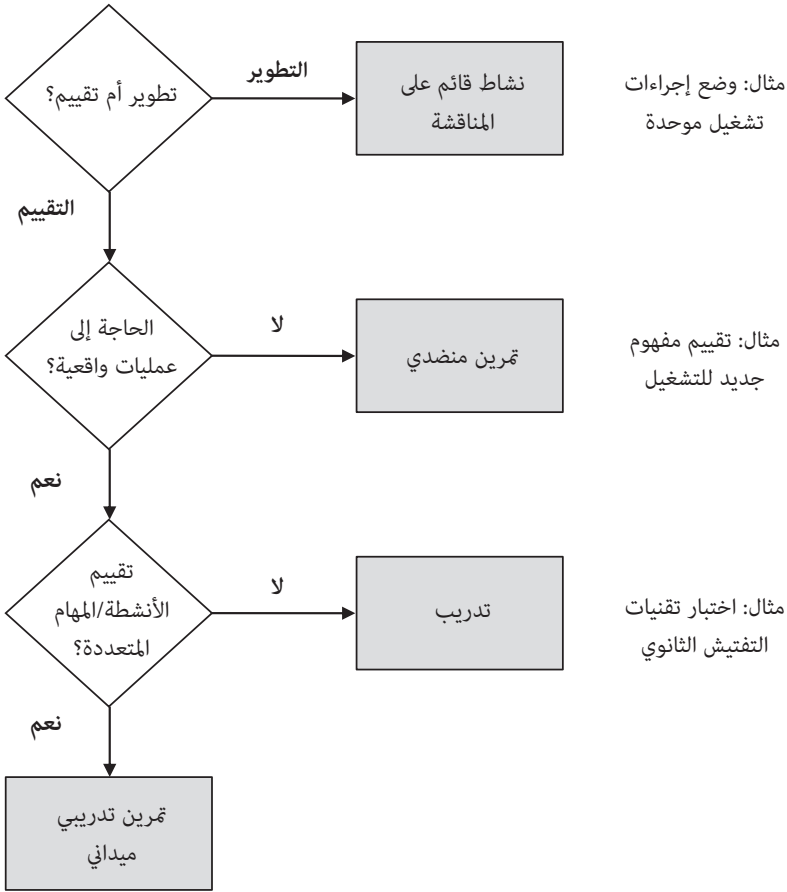 تطوير أم تقييم؟
التطوير
نشاط قائم على
المناقشة
مثال: وضع إجراءات
تشغيل موحدة
التقييم
الحاجة إلى
عمليات واقعية؟
لا
تمرين منضدي
مثال: تقييم مفهوم
جديد للتشغيل
نعم
تقييم
الأنشطة/المهام
المتعددة؟
لا
تدريب
مثال: اختبار تقنيات
التفتيش الثانوي
نعم
تمرين تدريبي
ميداني